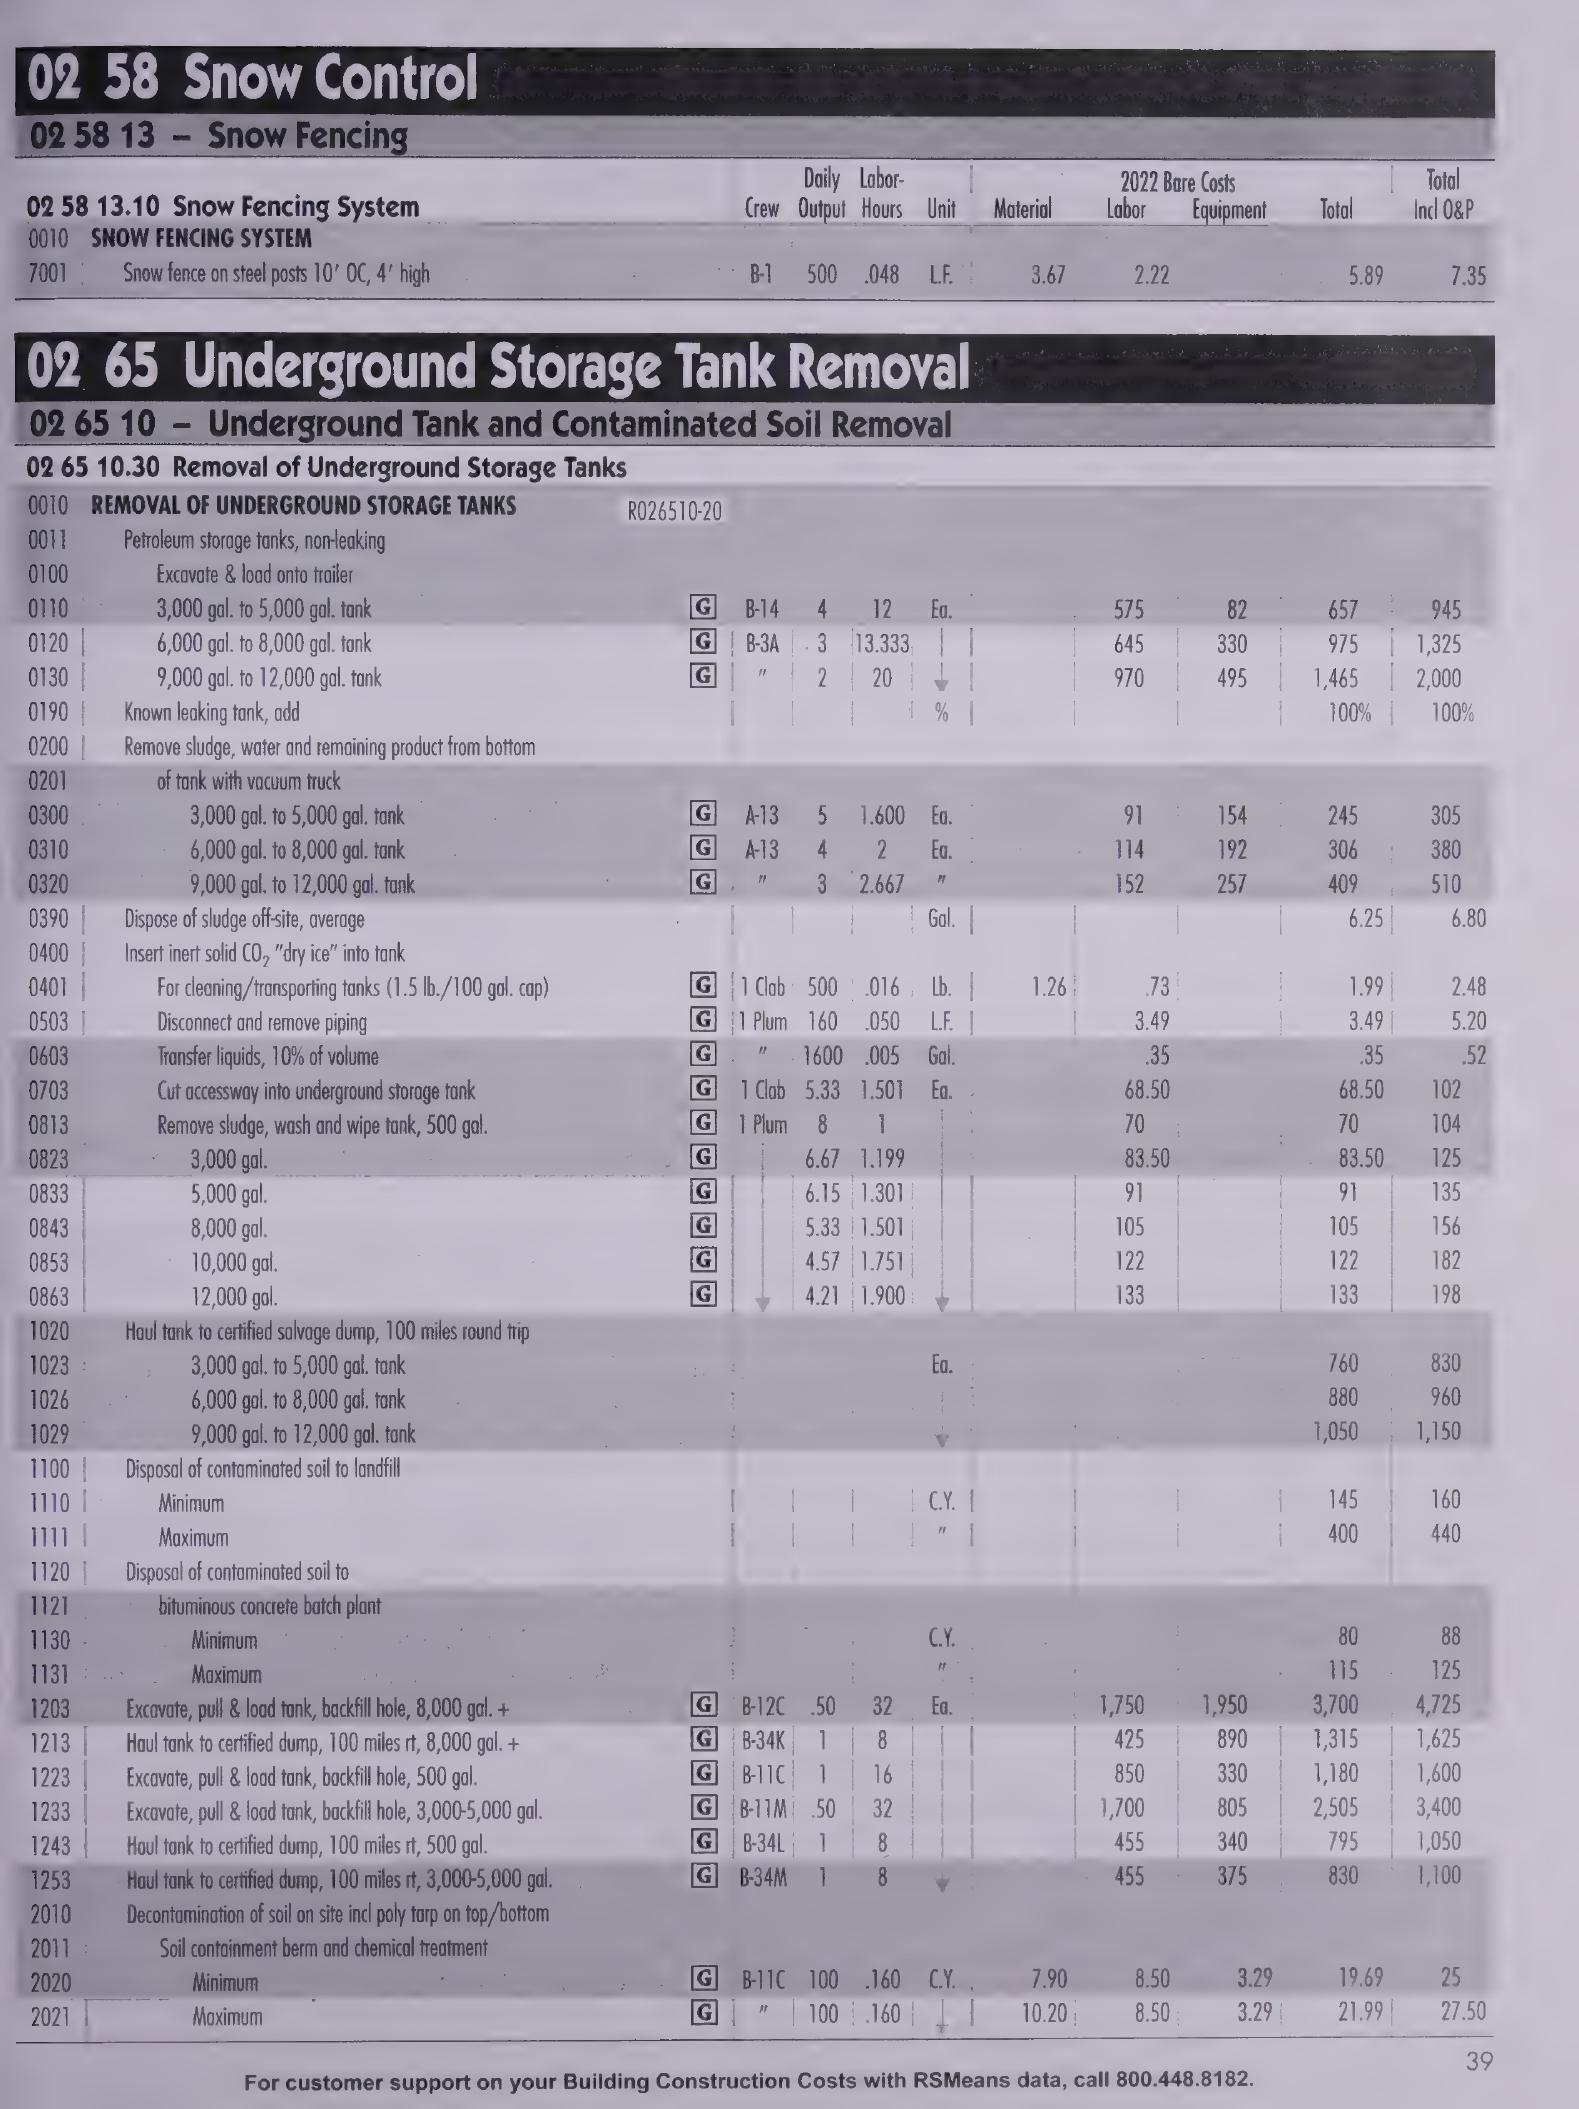 02 58 Snow Control
02 58 13 – Snow Fencing
02 58 13.10 Snow Fencing System Crew Daily Output Labor-Hours Unit Material 2022 Bare Costs Labor Equipment Total Total Incl O&P
0010 SNOW FENCING SYSTEM
7001 Snow fence on steel posts 10' OC, 4' high B-1 500 .048 L.F. 3.67 2.22 5.89 7.35
02 65 Underground Storage Tank Removal
02 65 10 – Underground Tank and Contaminated Soil Removal
02 65 10.30 Removal of Underground Storage Tanks
0010 REMOVAL OF UNDERGROUND STORAGE TANKS R026510-20
0011 Petroleum storage tanks, non-leaking
0100 Excavate & load onto trailer
0110 3,000 gal. to 5,000 gal. tank G B-14 4 12 Ea. 575 82 657 945
0120 6,000 gal. to 8,000 gal. tank G B-3A 3 13.333 645 330 975 1,325
0130 9,000 gal. to 12,000 gal. tank G " 2 20 970 495 1,465 2,000
0190 Known leaking tank, add % 100% 100%
0200 Remove sludge, water and remaining product from bottom
0201 of tank with vacuum truck
0300 3,000 gal. to 5,000 gal. tank G A-13 5 1.600 Ea. 91 154 245 305
0310 6,000 gal. to 8,000 gal. tank G A-13 4 2 Ea. 114 192 306 380
0320 9,000 gal. to 12,000 gal. tank G " 3 2.667 " 152 257 409 510
0390 Dispose of sludge off-site, average Gal. 6.25 6.80
0400 Insert inert solid CO₂ "dry ice" into tank
0401 For cleaning/transporting tanks (1.5 lb./100 gal. cap) G 1 Clab 500 .016 Lb. 1.26 .73 1.99 2.48
0503 Disconnect and remove piping G 1 Plum 160 .050 L.F. 3.49 3.49 5.20
0603 Transfer liquids, 10% of volume G " 1600 .005 Gal. .35 .35 .52
0703 Cut accessway into underground storage tank G 1 Clab 5.33 1.501 Ea. 68.50 68.50 102
0813 Remove sludge, wash and wipe tank, 500 gal. G 1 Plum 8 1 70 70 104
0823 3,000 gal. G 6.67 1.199 83.50 83.50 125
0833 5,000 gal. G 6.15 1.301 91 91 135
0843 8,000 gal. G 5.33 1.501 105 105 156
0853 10,000 gal. G 4.57 1.751 122 122 182
0863 12,000 gal. G 4.21 1.900 133 133 198
1020 Haul tank to certified salvage dump, 100 miles round trip
1023 3,000 gal. to 5,000 gal. tank Ea. 760 830
1026 6,000 gal. to 8,000 gal. tank 880 960
1029 9,000 gal. to 12,000 gal. tank 1,050 1,150
1100 Disposal of contaminated soil to landfill
1110 Minimum C.Y. 145 160
1111 Maximum " 400 440
1120 Disposal of contaminated soil to
1121 bituminous concrete batch plant
1130 Minimum C.Y. 80 88
1131 Maximum " 115 125
1203 Excavate, pull & load tank, backfill hole, 8,000 gal. + G B-12C .50 32 Ea. 1,750 1,950 3,700 4,725
1213 Haul tank to certified dump, 100 miles rt, 8,000 gal. + G B-34K 1 8 425 890 1,315 1,625
1223 Excavate, pull & load tank, backfill hole, 500 gal. G B-11C 1 16 850 330 1,180 1,600
1233 Excavate, pull & load tank, backfill hole, 3,000-5,000 gal. G B-11M .50 32 1,700 805 2,505 3,400
1243 Haul tank to certified dump, 100 miles rt, 500 gal. G B-34L 1 8 455 340 795 1,050
1253 Haul tank to certified dump, 100 miles rt, 3,000-5,000 gal. G B-34M 1 8 455 375 830 1,100
2010 Decontamination of soil on site incl poly tarp on top/bottom
2011 Soil containment berm and chemical treatment
2020 Minimum G B-11C 100 .160 C.Y. 7.90 8.50 3.29 19.69 25
2021 Maximum G " 100 .160 10.20 8.50 3.29 21.99 27.50
39
For customer support on your Building Construction Costs with RSMeans data, call 800.448.8182.